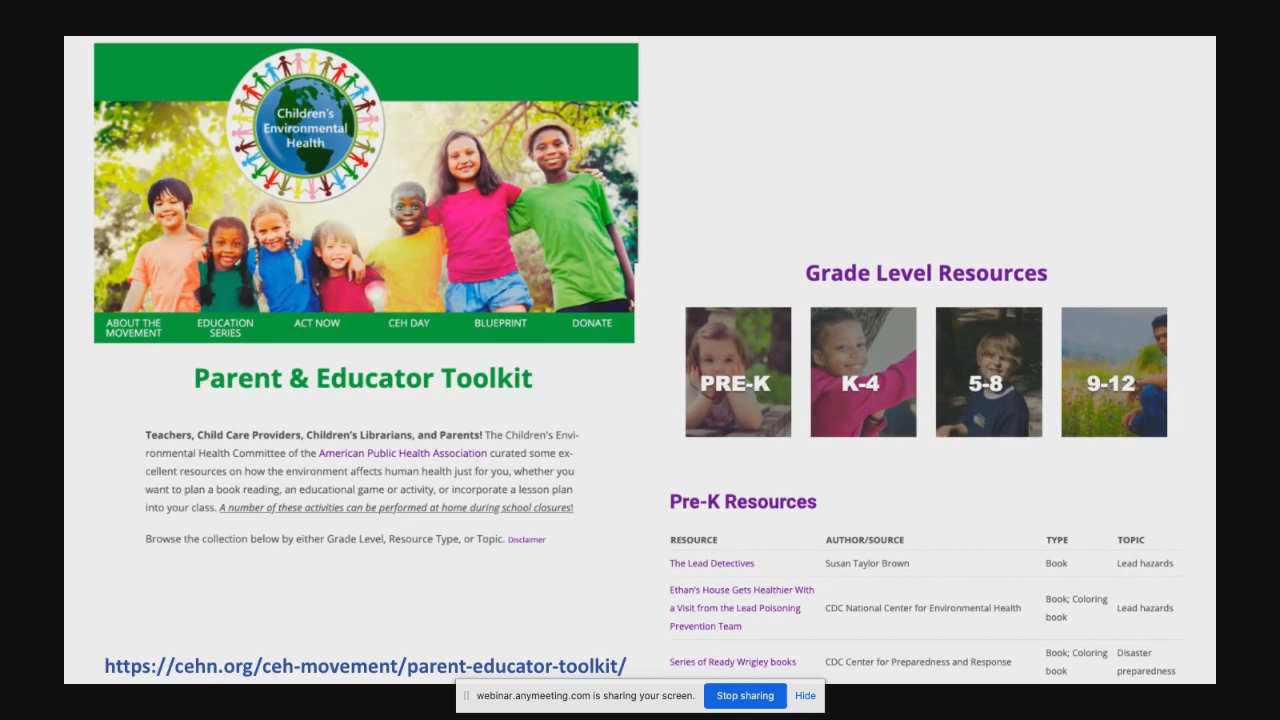 Children's
Environmental
Health
ABOUT THE
MOVEMENT
EDUCATION
SERIES
ACT NOW
CEH DAY
BLUEPRINT
DONATE
Parent & Educator Toolkit
Teachers, Child Care Providers, Children's Librarians, and Parents! The Children's Envi-
ronmental Health Committee of the American Public Health Association curated some ex-
cellent resources on how the environment affects human health just for you, whether you
want to plan a book reading, an educational game or activity, or incorporate a lesson plan
into your class. A number of these activities can be performed at home during school closures!
Browse the collection below by either Grade Level, Resource Type, or Topic. Disclaimer
https://cehn.org/ceh-movement/parent-educator-toolkit/
Grade Level Resources
PRE-K
K-4
5-8
9-12
Pre-K Resources
RESOURCE AUTHOR/SOURCE TYPE TOPIC
The Lead Detectives Susan Taylor Brown Book Lead hazards
Ethan's House Gets Healthier With
a Visit from the Lead Poisoning
Prevention Team
CDC National Center for Environmental Health
Book; Coloring
book
Lead hazards
Series of Ready Wrigley books
CDC Center for Preparedness and Response
Book; Coloring
book
Disaster
preparedness
webinar.anymeeting.com is sharing your screen. Stop sharing Hide